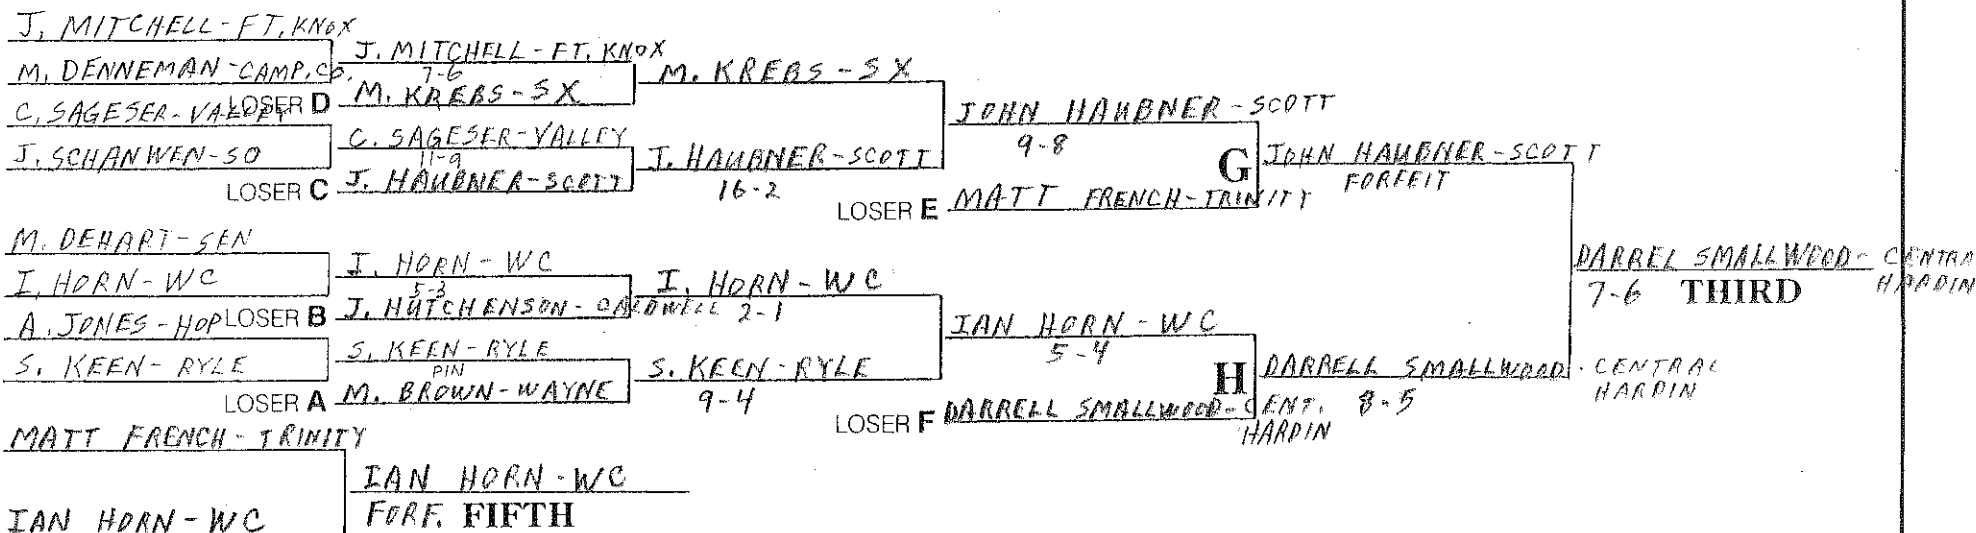 J. MITCHELL - FT. KNOX
M. DENNEMAN - CAMP. CO.
C. SAGESER - VALLEY
J. SCHANWEN - SO
LOSER D
LOSER C
J. MITCHELL - FT. KNOX
7-6
M. KREBS - SX
C. SAGESER - VALLEY
11-9
J. HAUBNER - SCOTT
M. KREBS - SX
J. HAUBNER - SCOTT
16-2
JOHN HAUBNER - SCOTT
9-8
LOSER E MATT FRENCH - TRINITY
G
JOHN HAUBNER - SCOTT
FORFEIT
M. DEHART - SEN
I. HORN - WC
A. JONES - HOP
S. KEEN - RYLE
LOSER B
LOSER A
I. HORN - WC
5-3
J. HUTCHENSON - CALDWELL
S. KEEN - RYLE
PIN
M. BROWN - WAYNE
I. HORN - WC
2-1
S. KEEN - RYLE
9-4
IAN HORN - WC
5-4
LOSER F DARRELL SMALLWOOD - CENT.
HARDIN
H
DARRELL SMALLWOOD - CENTRAL
HARDIN
8-5
DARREL SMALLWOOD - CENTRA
HARDIN
7-6 THIRD
MATT FRENCH - TRINITY
IAN HORN - WC
IAN HORN - WC
FORF. FIFTH